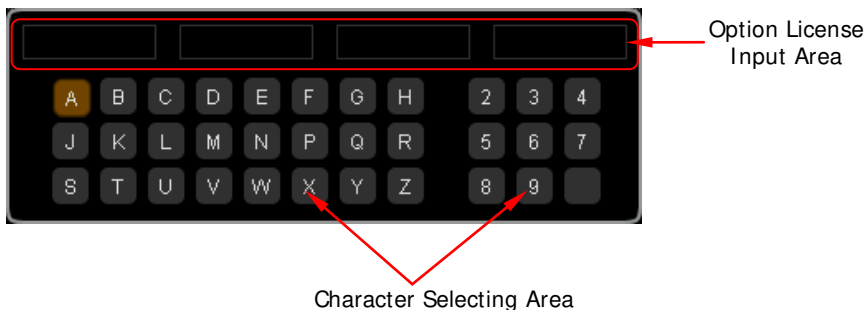 Option License
Input Area
A B C D E F G H 2 3 4
J K L M N P Q R 5 6 7
S T U V W X Y Z 8 9
Character Selecting Area